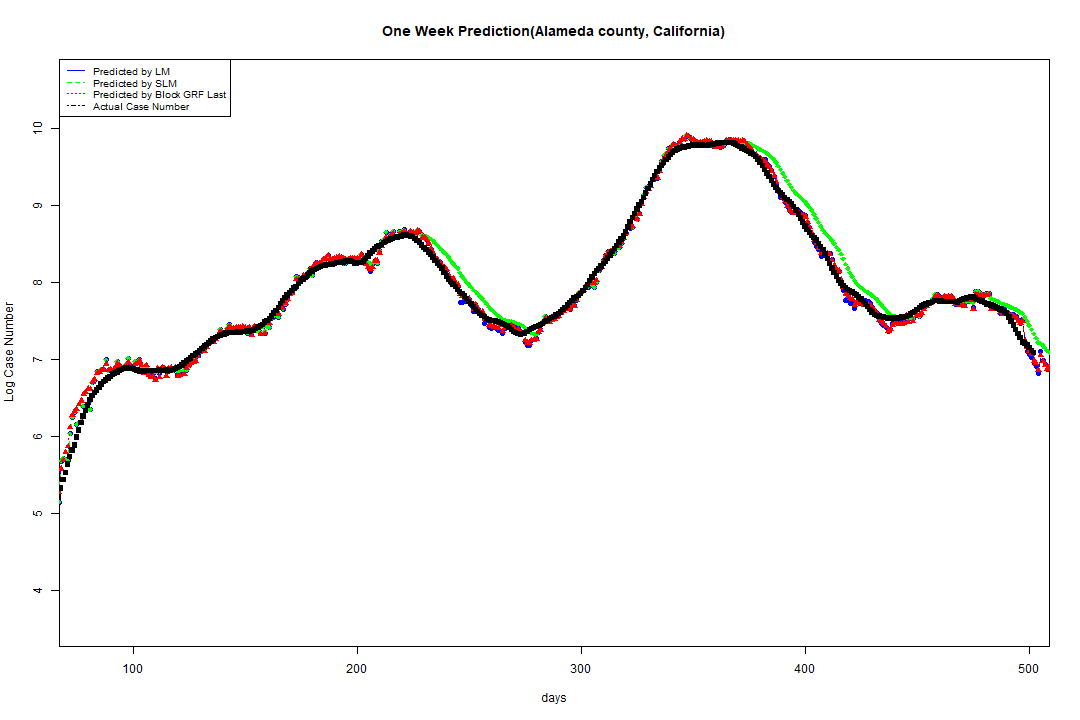 One Week Prediction(Alameda county, California)
Predicted by LM
Predicted by SLM
Predicted by Block GRF Last
Actual Case Number
10
9
8
7
6
5
4
Log Case Number
100 200 300 400 500
days